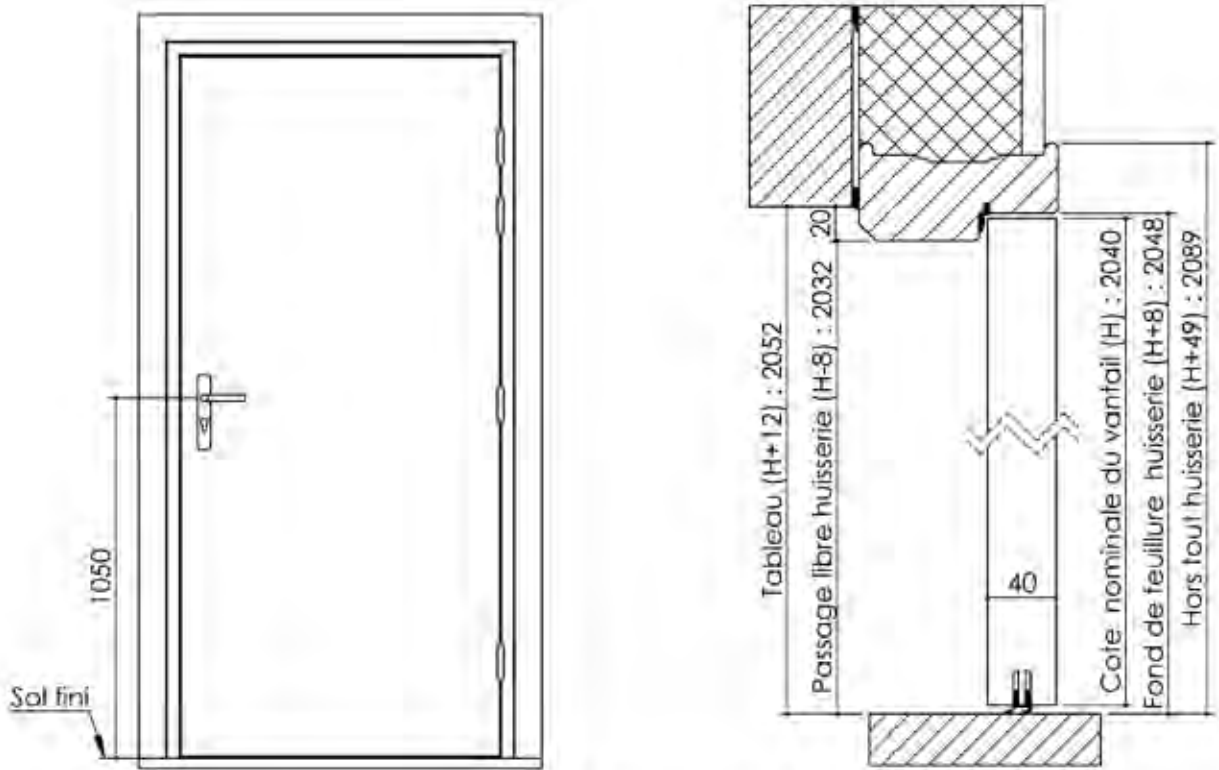 1050
Sol fini
Tableau (H+12) : 2052
Passage libre huisserie (H-8) : 2032
20
40
Cote nominale du vantail (H) : 2040
Fond de feuillure huisserie (H+8) : 2048
Hors tout huisserie (H+49) : 2089